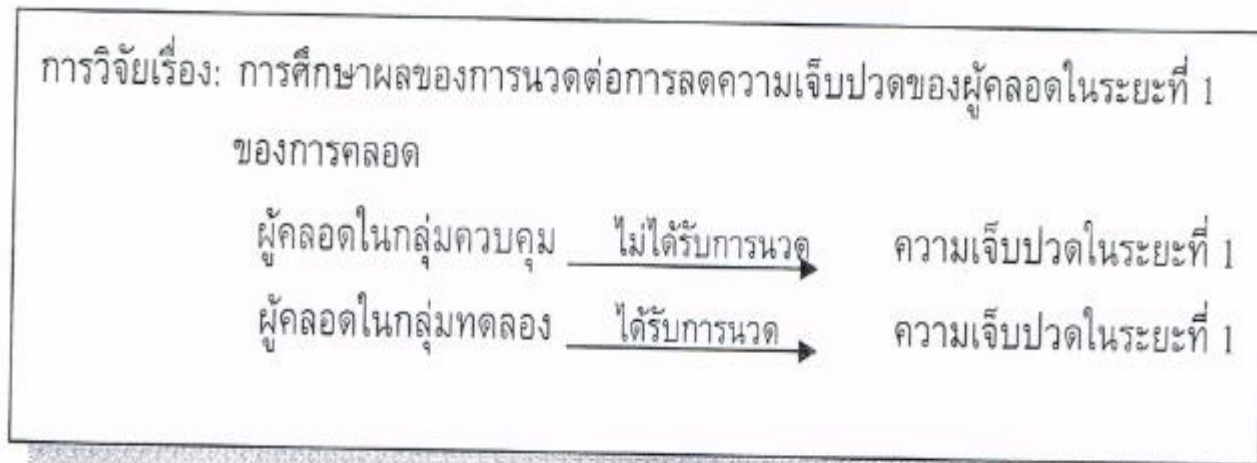 การวิจัยเรื่อง: การศึกษาผลของการนวดต่อการลดความเจ็บปวดของผู้คลอดในระยะที่ 1
ของการคลอด
ผู้คลอดในกลุ่มควบคุม ไม่ได้รับการนวด ความเจ็บปวดในระยะที่ 1
ผู้คลอดในกลุ่มทดลอง ได้รับการนวด ความเจ็บปวดในระยะที่ 1